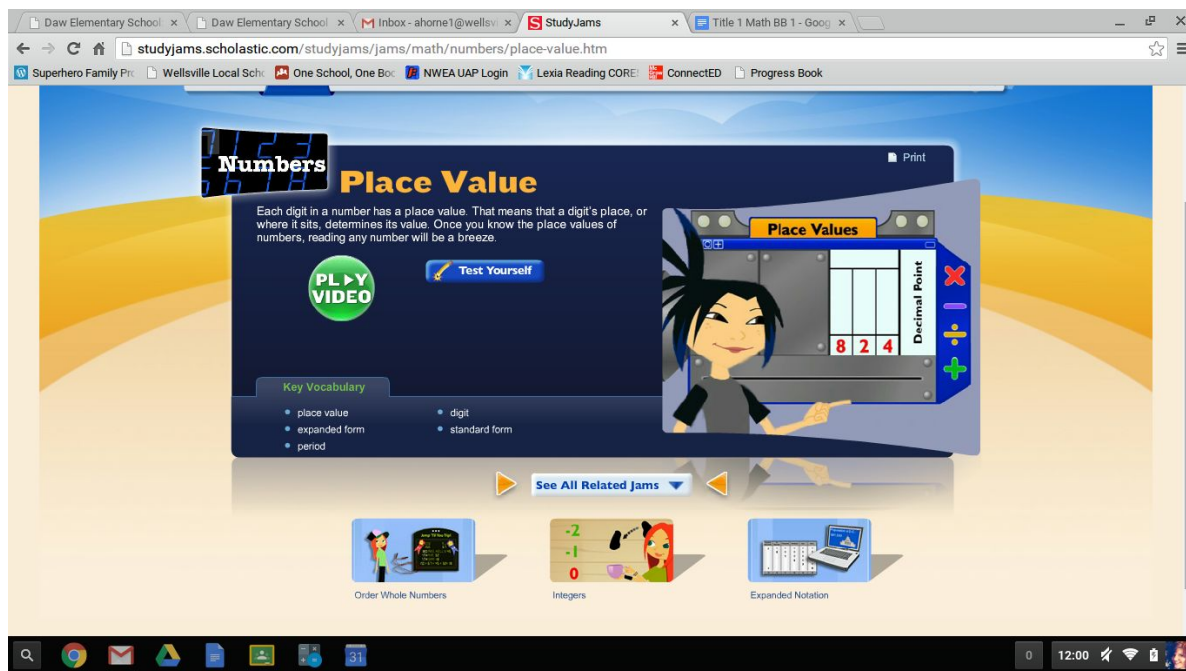 Daw Elementary School
Daw Elementary School
Inbox - ahorne1@wellsvi
StudyJams
Title 1 Math BB 1 - Goog
studyjams.scholastic.com/studyjams/jams/math/numbers/place-value.htm
Superhero Family Pro
Wellsville Local Scho
One School, One Boo
NWEA UAP Login
Lexia Reading CORE5
ConnectED
Progress Book
Numbers
Print
Place Value
Each digit in a number has a place value. That means that a digit's place, or
where it sits, determines its value. Once you know the place values of
numbers, reading any number will be a breeze.
PLAY
VIDEO
Test Yourself
Place Values
Decimal Point
8 2 4
Key Vocabulary
place value
expanded form
period
digit
standard form
See All Related Jams
-2
-1
0
Order Whole Numbers
Integers
Expanded Notation
31
0
12:00